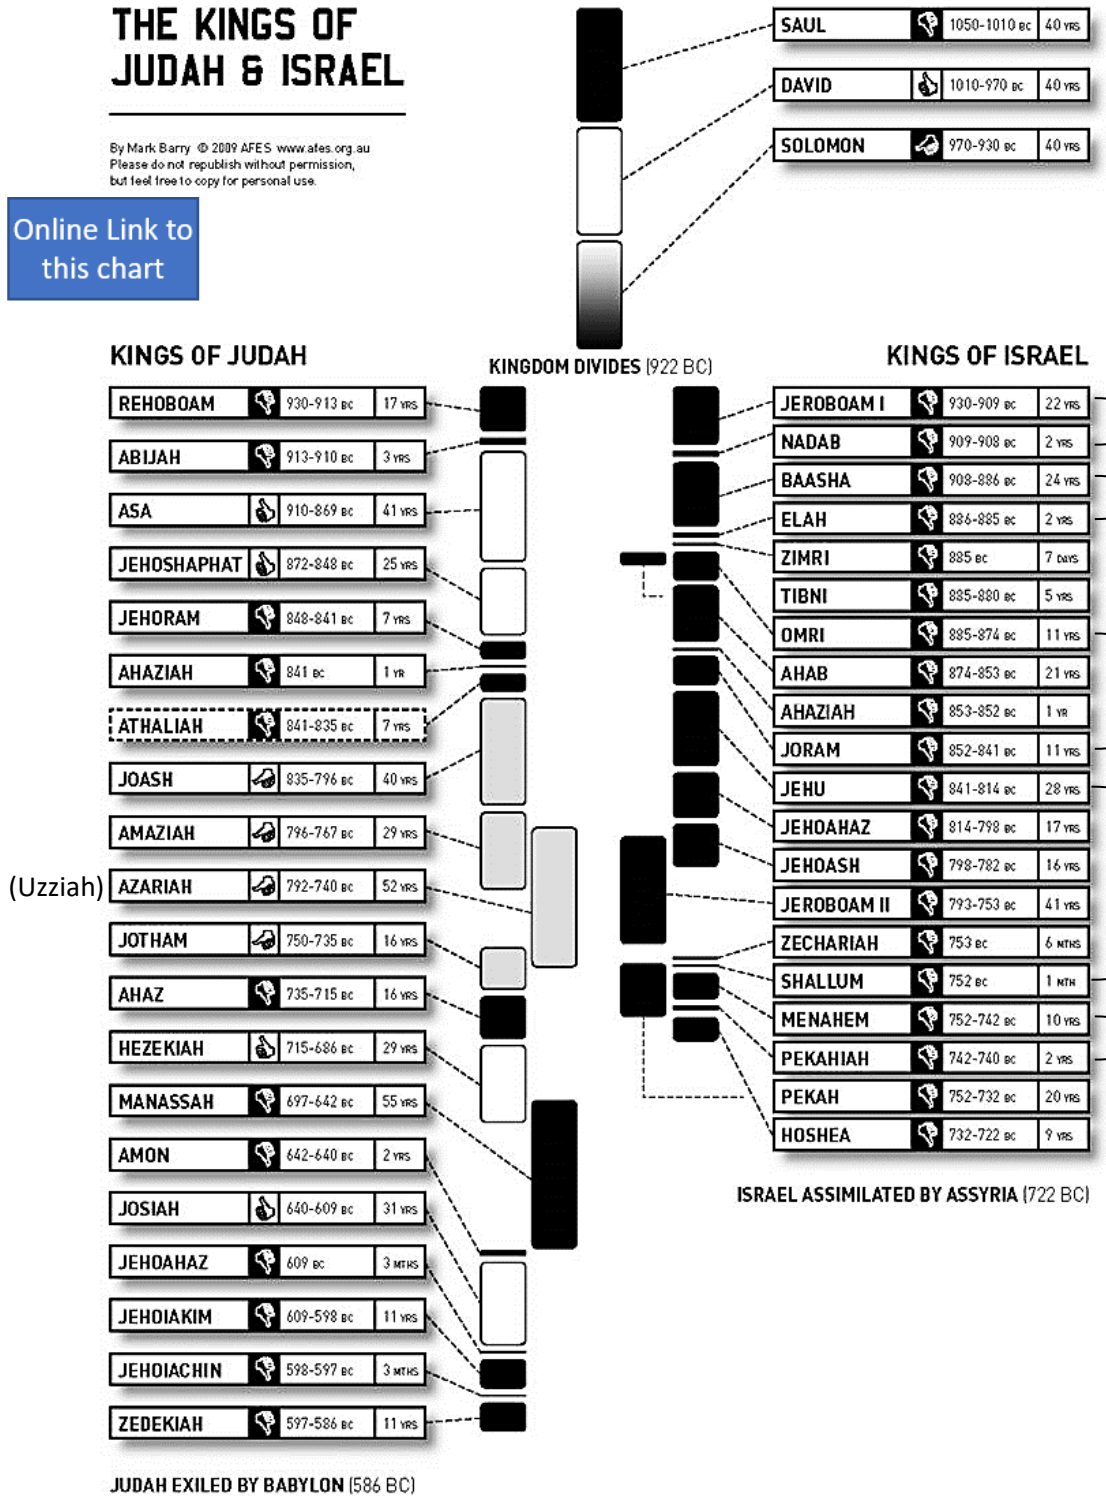 THE KINGS OF
JUDAH & ISRAEL
By Mark Barry © 2009 AFES www.afes.org.au
Please do not republish without permission,
but feel free to copy for personal use.
Online Link to
this chart
SAUL 1050-1010 BC 40 YRS
DAVID 1010-970 BC 40 YRS
SOLOMON 970-930 BC 40 YRS
KINGDOM DIVIDES (922 BC)
KINGS OF JUDAH
REHOBOAM 930-913 BC 17 YRS
ABIJAH 913-910 BC 3 YRS
ASA 910-869 BC 41 YRS
JEHOSHAPHAT 872-848 BC 25 YRS
JEHORAM 848-841 BC 7 YRS
AHAZIAH 841 BC 1 YR
ATHALIAH 841-835 BC 7 YRS
JOASH 835-796 BC 40 YRS
AMAZIAH 796-767 BC 29 YRS
(Uzziah) AZARIAH 792-740 BC 52 YRS
JOTHAM 750-735 BC 16 YRS
AHAZ 735-715 BC 16 YRS
HEZEKIAH 715-686 BC 29 YRS
MANASSAH 697-642 BC 55 YRS
AMON 642-640 BC 2 YRS
JOSIAH 640-609 BC 31 YRS
JEHOAHAZ 609 BC 3 MTHS
JEHOIAKIM 609-598 BC 11 YRS
JEHOIACHIN 598-597 BC 3 MTHS
ZEDEKIAH 597-586 BC 11 YRS
JUDAH EXILED BY BABYLON (586 BC)
KINGS OF ISRAEL
JEROBOAM I 930-909 BC 22 YRS
NADAB 909-908 BC 2 YRS
BAASHA 908-886 BC 24 YRS
ELAH 886-885 BC 2 YRS
ZIMRI 885 BC 7 DAYS
TIBNI 885-880 BC 5 YRS
OMRI 885-874 BC 11 YRS
AHAB 874-853 BC 21 YRS
AHAZIAH 853-852 BC 1 YR
JORAM 852-841 BC 11 YRS
JEHU 841-814 BC 28 YRS
JEHOAHAZ 814-798 BC 17 YRS
JEHOASH 798-782 BC 16 YRS
JEROBOAM II 793-753 BC 41 YRS
ZECHARIAH 753 BC 6 MTHS
SHALLUM 752 BC 1 MTH
MENAHEM 752-742 BC 10 YRS
PEKAHIAH 742-740 BC 2 YRS
PEKAH 752-732 BC 20 YRS
HOSHEA 732-722 BC 9 YRS
ISRAEL ASSIMILATED BY ASSYRIA (722 BC)